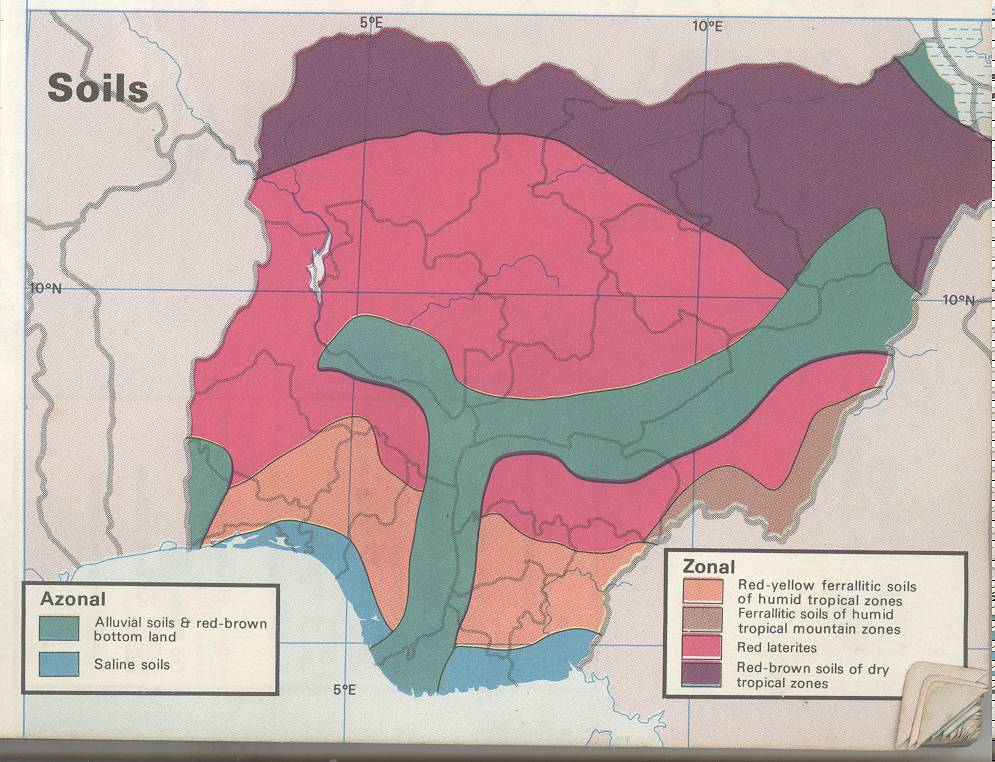 5°E
10°E
Soils
10°N
10°N
Azonal
Alluvial soils & red-brown
bottom land
Saline soils
5°E
Zonal
Red-yellow ferrallitic soils
of humid tropical zones
Ferrallitic soils of humid
tropical mountain zones
Red laterites
Red-brown soils of dry
tropical zones